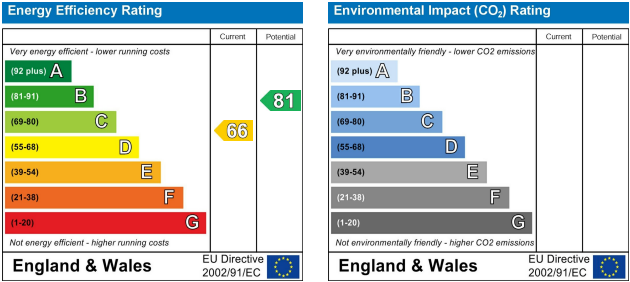 Energy Efficiency Rating
Current Potential
Very energy efficient - lower running costs
(92 plus) A
(81-91) B
(69-80) C
(55-68) D
(39-54) E
(21-38) F
(1-20) G
66
81
Not energy efficient - higher running costs
England & Wales
EU Directive
2002/91/EC
Environmental Impact (CO2) Rating
Current Potential
Very environmentally friendly - lower CO2 emissions
(92 plus) A
(81-91) B
(69-80) C
(55-68) D
(39-54) E
(21-38) F
(1-20) G
Not environmentally friendly - higher CO2 emissions
England & Wales
EU Directive
2002/91/EC